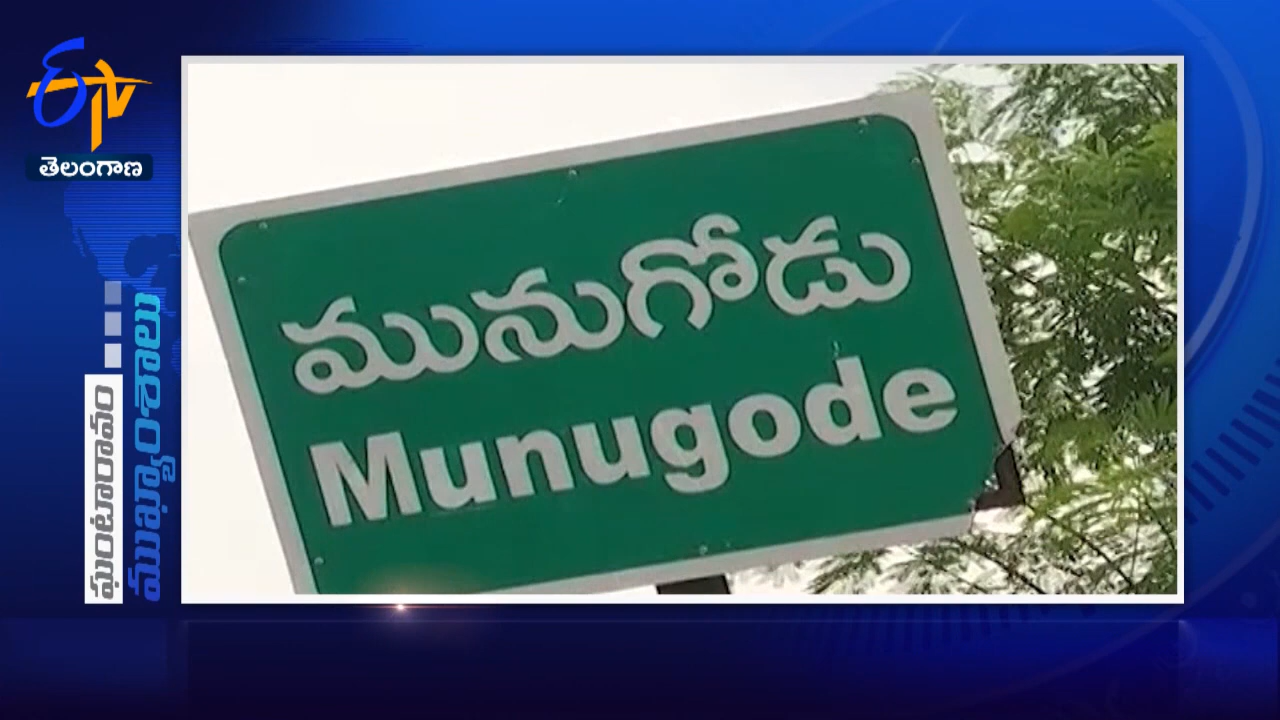 ETV
తెలంగాణ
ఘంటారావం
ముఖ్యాంశాలు
మునుగోడు
Munugode